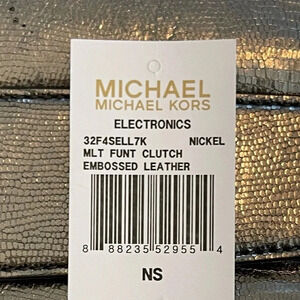 MICHAEL
MICHAEL KORS
ELECTRONICS
32F4SELL7K NICKEL
MLT FUNT CLUTCH
EMBOSSED LEATHER
8 88235 52955 4
NS